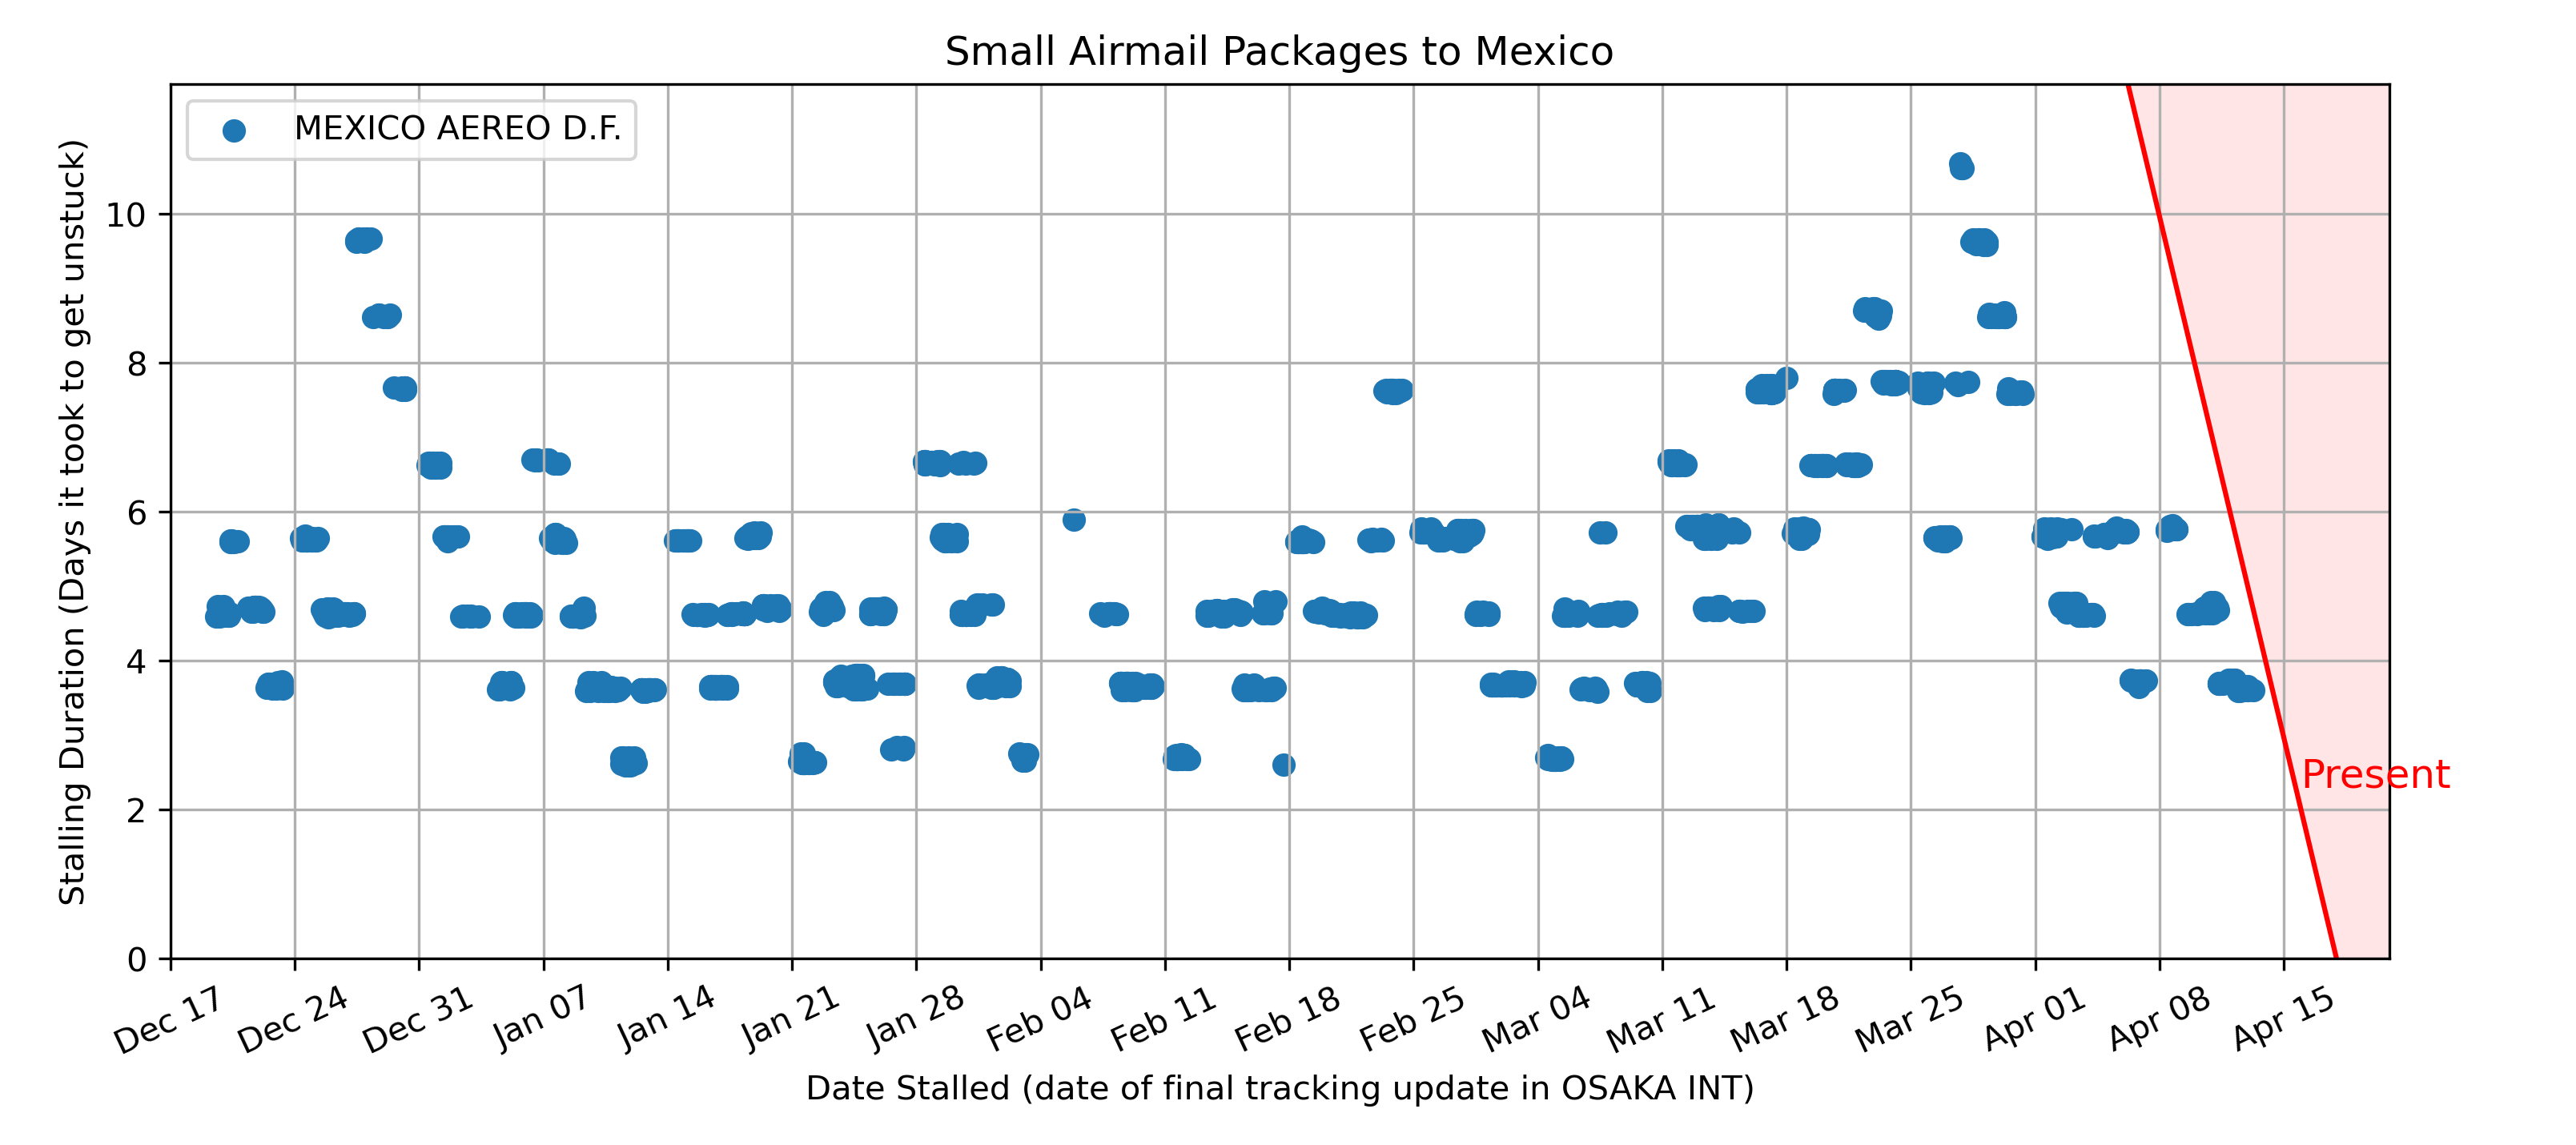 Small Airmail Packages to Mexico
MEXICO AEREO D.F.
Stalling Duration (Days it took to get unstuck)
10
8
6
4
2
0
Present
Dec 17
Dec 24
Dec 31
Jan 07
Jan 14
Jan 21
Jan 28
Feb 04
Feb 11
Feb 18
Feb 25
Mar 04
Mar 11
Mar 18
Mar 25
Apr 01
Apr 08
Apr 15
Date Stalled (date of final tracking update in OSAKA INT)